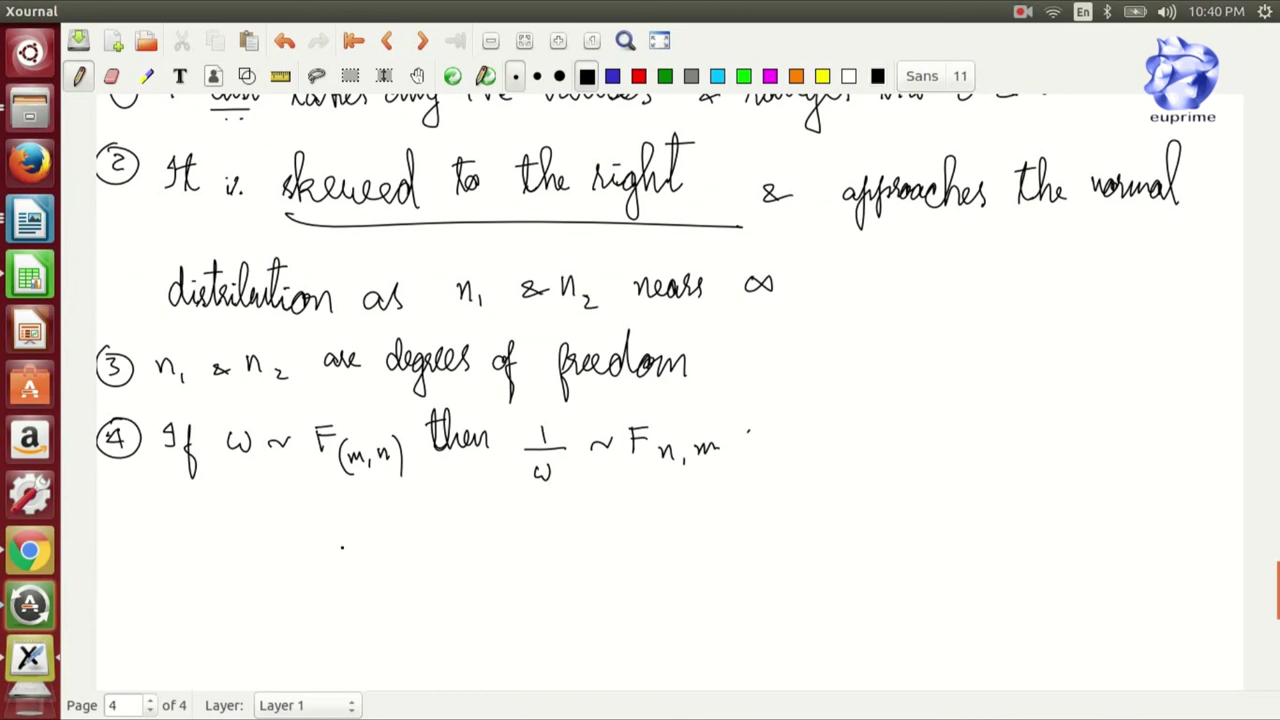 Xournal
En
10:40 PM
Sans 11
euprime
② It is skewed to the right & approaches the normal
distribution as n₁ & n₂ nears ∞
③ n₁ & n₂ are degrees of freedom
④ If ω ~ F(m,n) then 1/ω ~ F n,m
Page 4 of 4 Layer: Layer 1